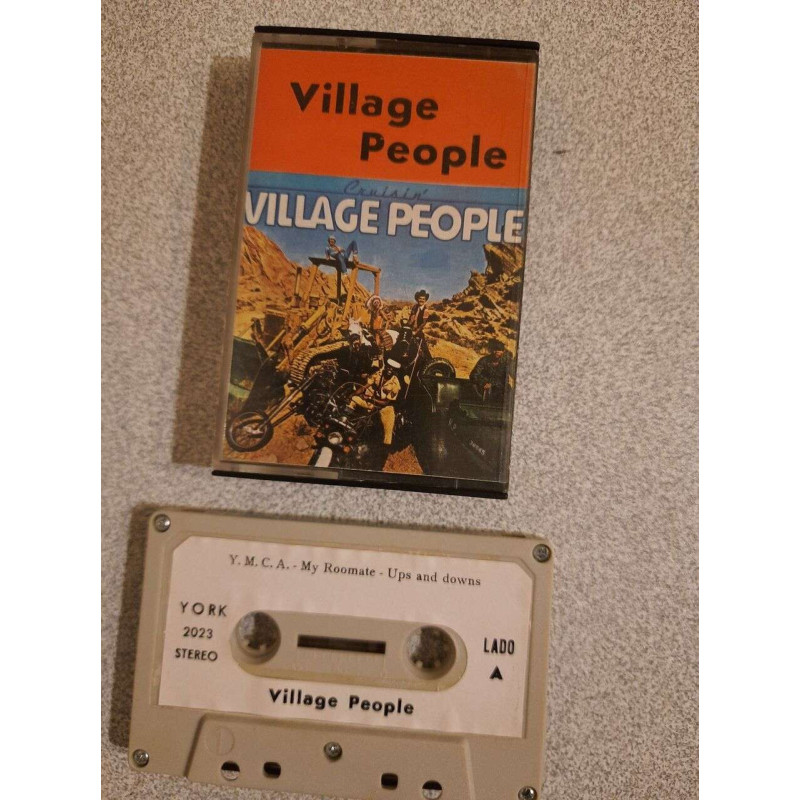 Village
People
Cruisin'
VILLAGE PEOPLE
Y. M. C. A. - My Roomate - Ups and downs
YORK
2023
STEREO
LADO
A
Village People